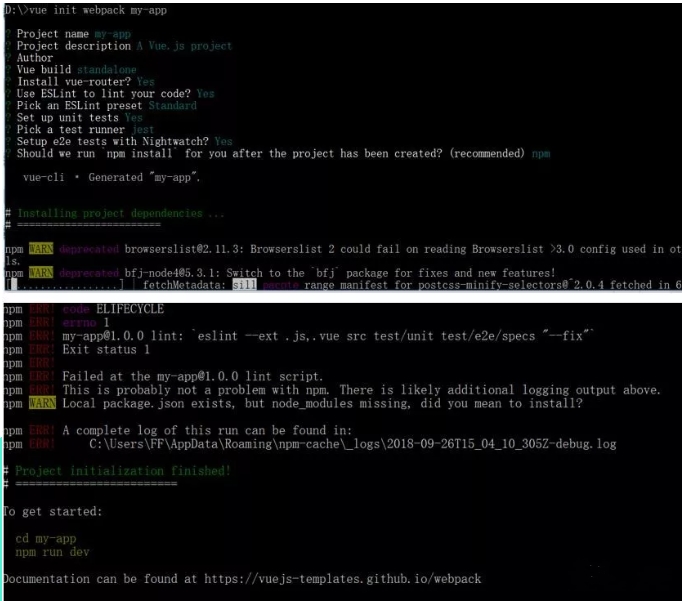 D:\>vue init webpack my-app
? Project name my-app
? Project description A Vue.js project
? Author
? Vue build standalone
? Install vue-router? Yes
? Use ESLint to lint your code? Yes
? Pick an ESLint preset Standard
? Set up unit tests Yes
? Pick a test runner jest
? Setup e2e tests with Nightwatch? Yes
? Should we run `npm install` for you after the project has been created? (recommended) npm
vue-cli · Generated "my-app".
# Installing project dependencies ...
# ========================
npm WARN deprecated browserslist@2.11.3: Browserslist 2 could fail on reading Browserslist >3.0 config used in ot
ls.
npm WARN deprecated bfj-node4@5.3.1: Switch to the `bfj` package for fixes and new features!
[ .................] | fetchMetadata: sill range manifest for postcss-minify-selectors@^2.0.4 fetched in 6
npm ERR! code ELIFECYCLE
npm ERR! errno 1
npm ERR! my-app@1.0.0 lint: `eslint --ext .js,.vue src test/unit test/e2e/specs "--fix"`
npm ERR! Exit status 1
npm ERR!
npm ERR! Failed at the my-app@1.0.0 lint script.
npm ERR! This is probably not a problem with npm. There is likely additional logging output above.
npm WARN Local package.json exists, but node_modules missing, did you mean to install?
npm ERR! A complete log of this run can be found in:
npm ERR! C:\Users\FF\AppData\Roaming\npm-cache\_logs\2018-09-26T15_04_10_305Z-debug.log
# Project initialization finished!
# ========================
To get started:
cd my-app
npm run dev
Documentation can be found at https://vuejs-templates.github.io/webpack